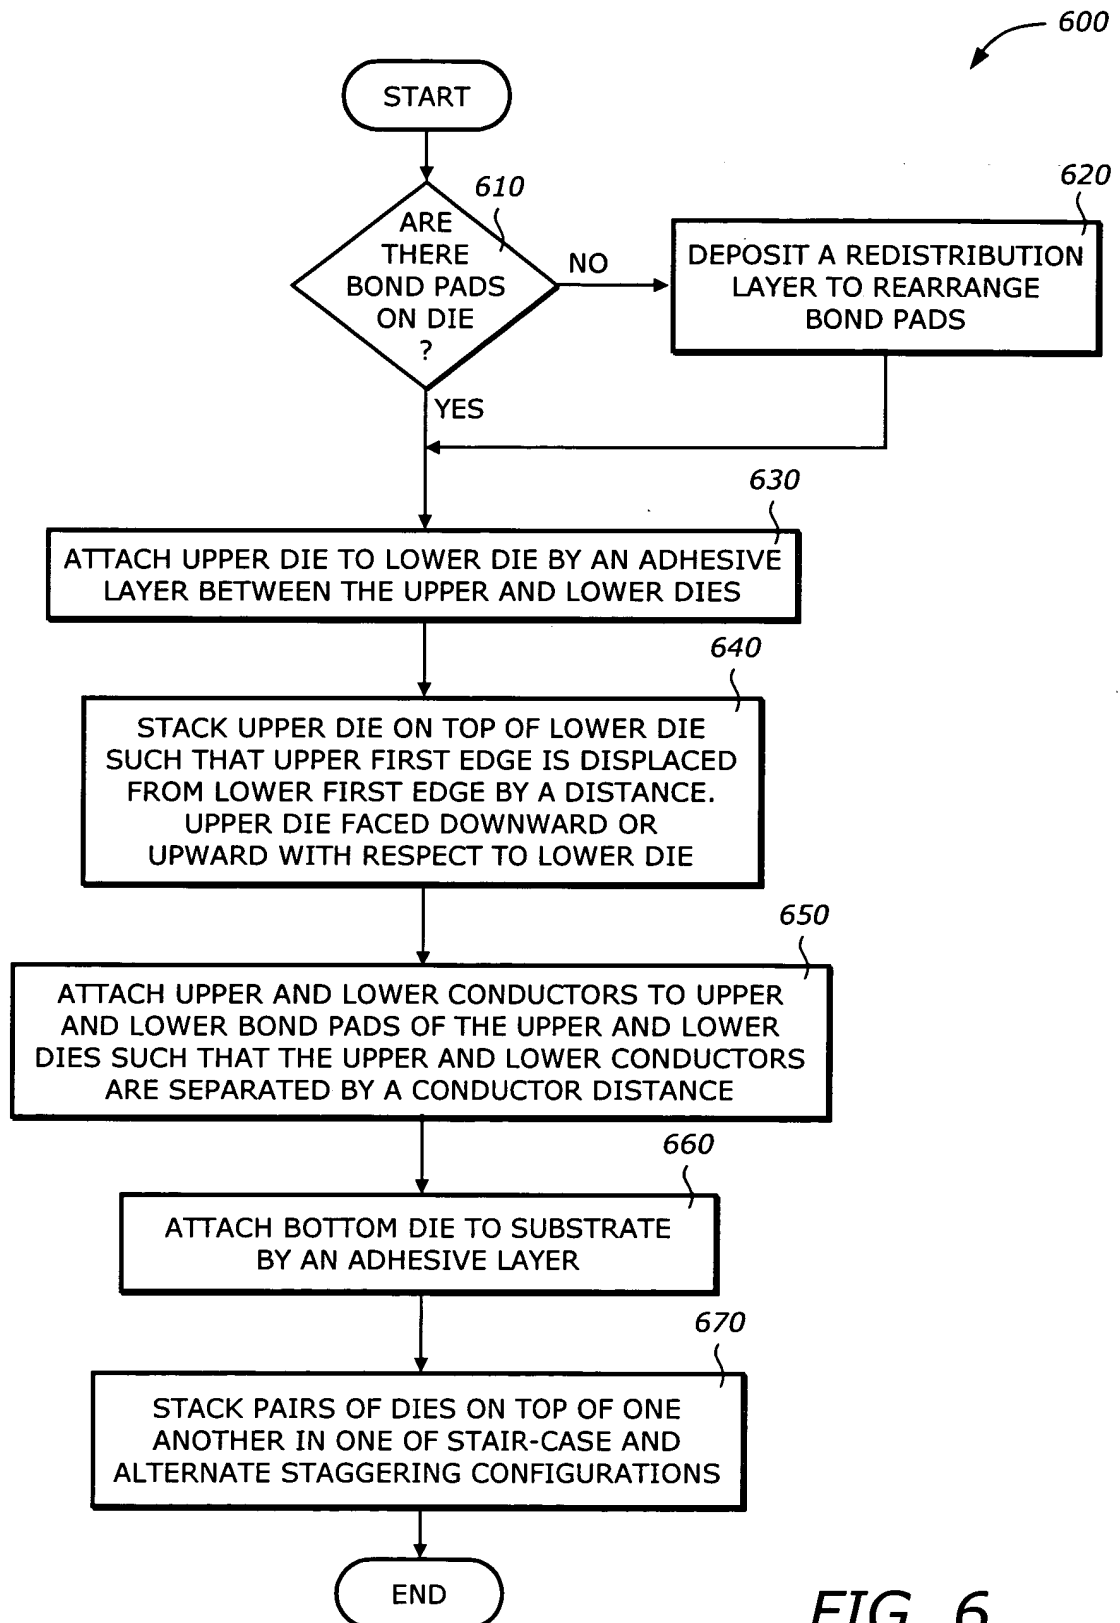 600
START
610
ARE
THERE
BOND PADS
ON DIE
?
NO
620
DEPOSIT A REDISTRIBUTION
LAYER TO REARRANGE
BOND PADS
YES
630
ATTACH UPPER DIE TO LOWER DIE BY AN ADHESIVE
LAYER BETWEEN THE UPPER AND LOWER DIES
640
STACK UPPER DIE ON TOP OF LOWER DIE
SUCH THAT UPPER FIRST EDGE IS DISPLACED
FROM LOWER FIRST EDGE BY A DISTANCE.
UPPER DIE FACED DOWNWARD OR
UPWARD WITH RESPECT TO LOWER DIE
650
ATTACH UPPER AND LOWER CONDUCTORS TO UPPER
AND LOWER BOND PADS OF THE UPPER AND LOWER
DIES SUCH THAT THE UPPER AND LOWER CONDUCTORS
ARE SEPARATED BY A CONDUCTOR DISTANCE
660
ATTACH BOTTOM DIE TO SUBSTRATE
BY AN ADHESIVE LAYER
670
STACK PAIRS OF DIES ON TOP OF ONE
ANOTHER IN ONE OF STAIR-CASE AND
ALTERNATE STAGGERING CONFIGURATIONS
END
FIG. 6